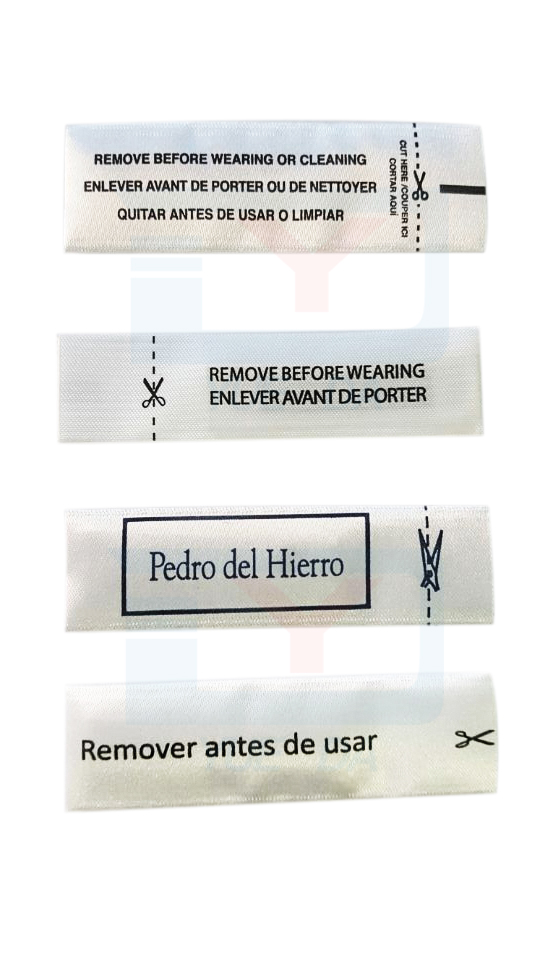 REMOVE BEFORE WEARING OR CLEANING
ENLEVER AVANT DE PORTER OU DE NETTOYER
QUITAR ANTES DE USAR O LIMPIAR
CUT HERE /COUPER ICI
CORTAR AQUÍ
REMOVE BEFORE WEARING
ENLEVER AVANT DE PORTER
Pedro del Hierro
Remover antes de usar